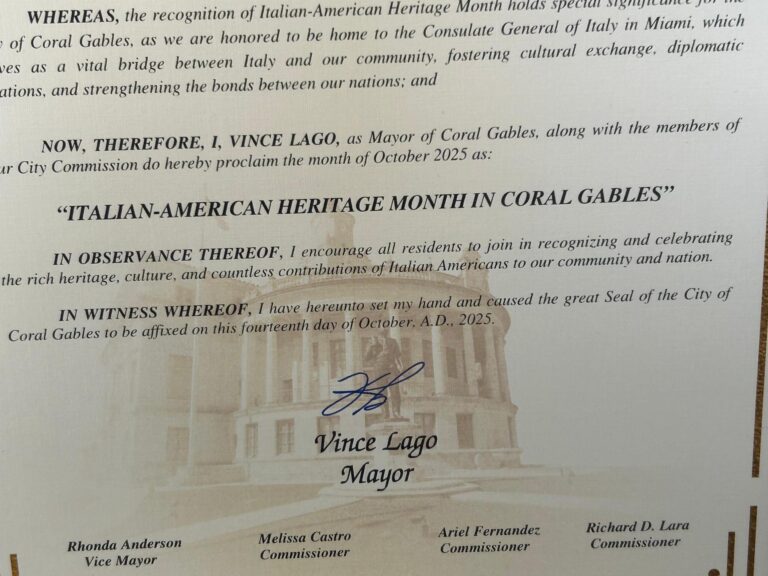 WHEREAS, the recognition of Italian-American Heritage Month holds special significance for the
of Coral Gables, as we are honored to be home to the Consulate General of Italy in Miami, which
ves as a vital bridge between Italy and our community, fostering cultural exchange, diplomatic
ations, and strengthening the bonds between our nations; and
NOW, THEREFORE, I, VINCE LAGO, as Mayor of Coral Gables, along with the members of
ur City Commission do hereby proclaim the month of October 2025 as:
“ITALIAN-AMERICAN HERITAGE MONTH IN CORAL GABLES”
IN OBSERVANCE THEREOF, I encourage all residents to join in recognizing and celebrating
the rich heritage, culture, and countless contributions of Italian Americans to our community and nation.
IN WITNESS WHEREOF, I have hereunto set my hand and caused the great Seal of the City of
Coral Gables to be affixed on this fourteenth day of October, A.D., 2025.
Vince Lago
Mayor
Rhonda Anderson Melissa Castro Ariel Fernandez Richard D. Lara
Vice Mayor Commissioner Commissioner Commissioner